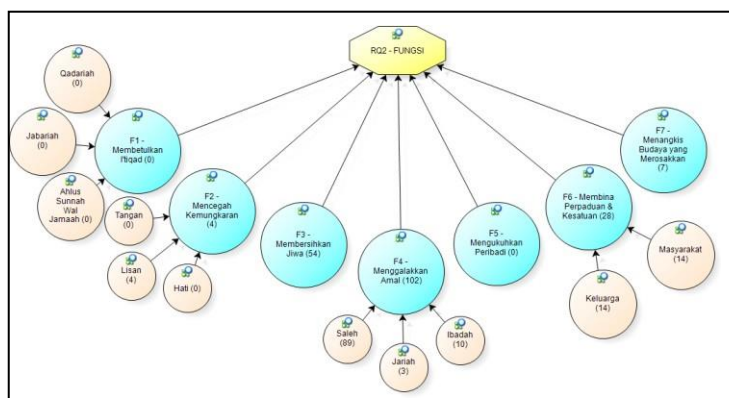 RQ2 - FUNGSI
Qadariah
(0)
Jabariah
(0)
Ahlus
Sunnah
Wal
Jamaah (0)
F1 -
Membetulkan
I'tiqad (0)
Tangan
(0)
Lisan
(4)
Hati (0)
F2 -
Mencegah
Kemungkaran
(4)
F3 -
Membersihkan
Jiwa (54)
F4 -
Menggalakkan
Amal (102)
Saleh
(89)
Jariah
(3)
Ibadah
(10)
F5 -
Mengukuhkan
Peribadi (0)
F6 -
Membina
Perpaduan &
Kesatuan (28)
Keluarga
(14)
Masyarakat
(14)
F7 -
Menangkis
Budaya yang
Merosakkan
(7)